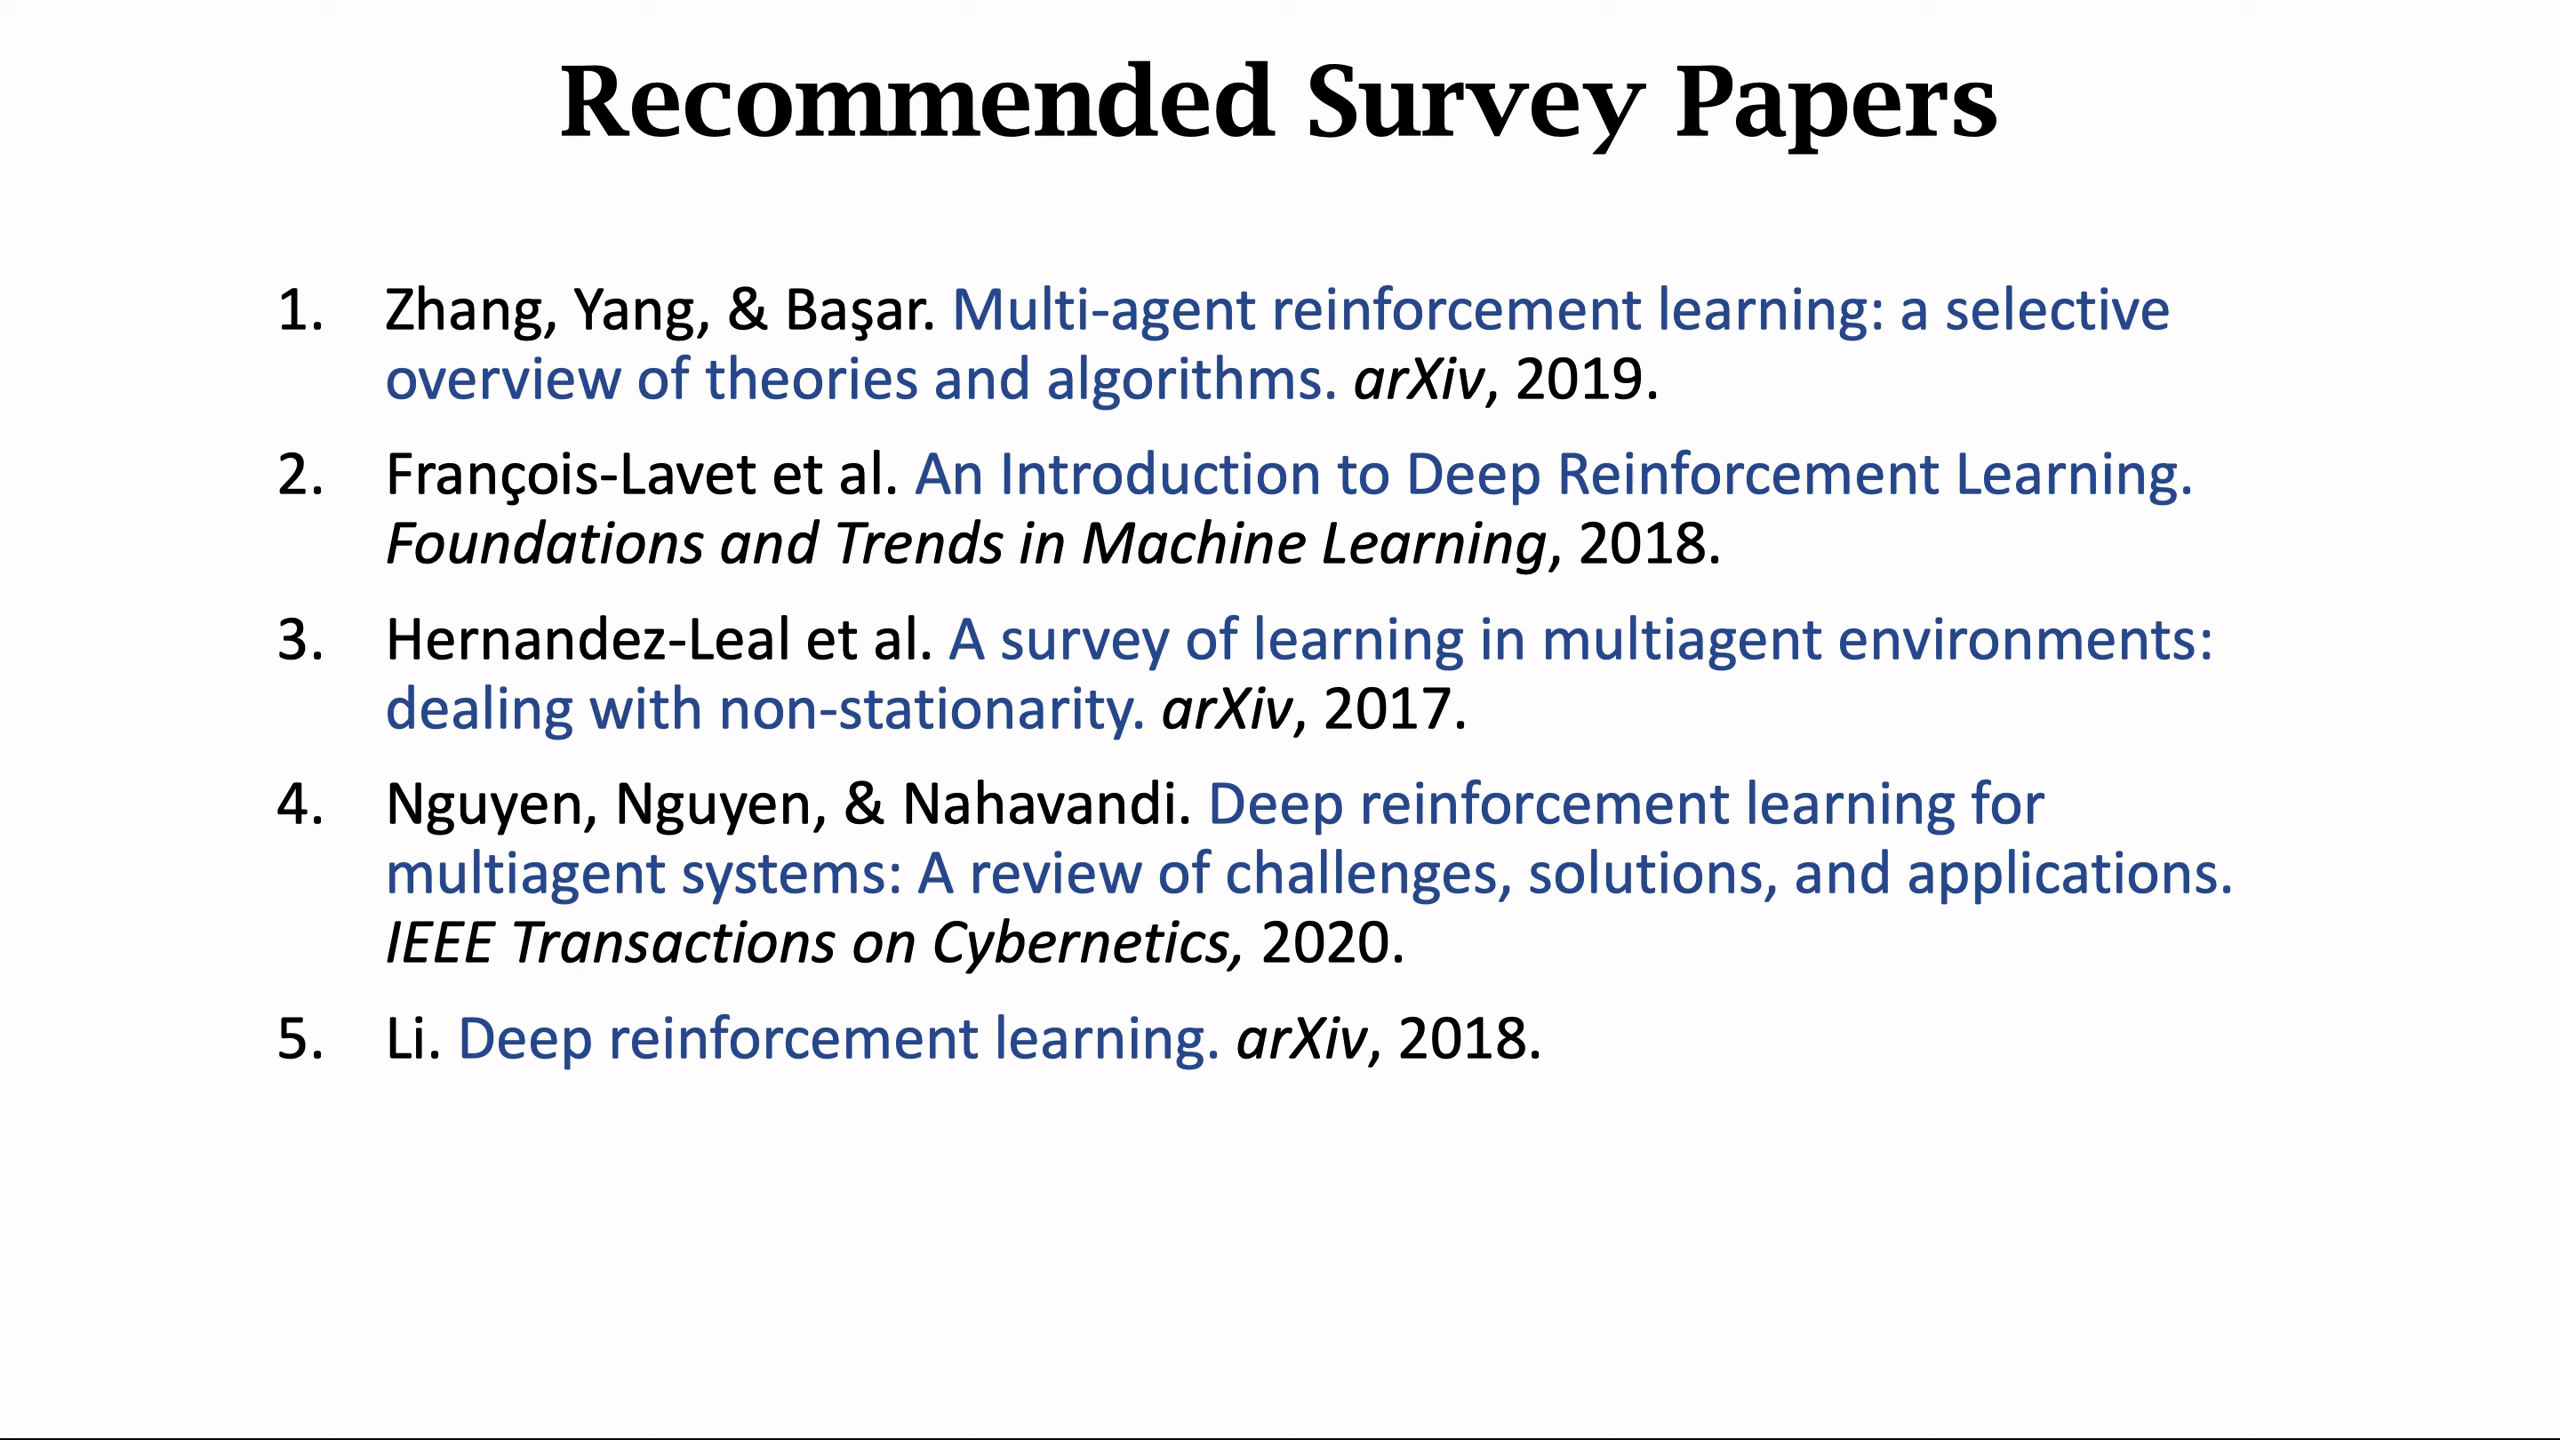 Recommended Survey Papers
1. Zhang, Yang, & Başar. Multi-agent reinforcement learning: a selective
overview of theories and algorithms. arXiv, 2019.
2. François-Lavet et al. An Introduction to Deep Reinforcement Learning.
Foundations and Trends in Machine Learning, 2018.
3. Hernandez-Leal et al. A survey of learning in multiagent environments:
dealing with non-stationarity. arXiv, 2017.
4. Nguyen, Nguyen, & Nahavandi. Deep reinforcement learning for
multiagent systems: A review of challenges, solutions, and applications.
IEEE Transactions on Cybernetics, 2020.
5. Li. Deep reinforcement learning. arXiv, 2018.